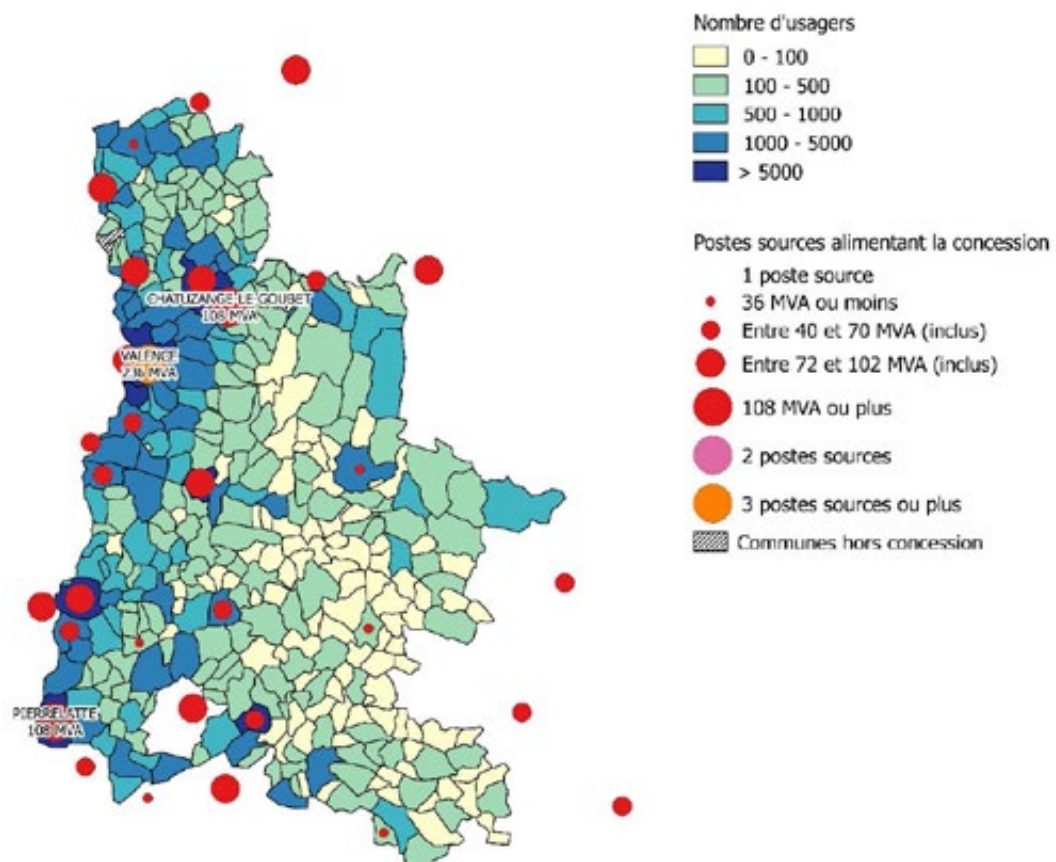 Nombre d'usagers
0 - 100
100 - 500
500 - 1000
1000 - 5000
> 5000
Postes sources alimentant la concession
1 poste source
36 MVA ou moins
Entre 40 et 70 MVA (inclus)
Entre 72 et 102 MVA (inclus)
108 MVA ou plus
2 postes sources
3 postes sources ou plus
Communes hors concession
CHATUZANGE-LE-GOUBET
108 MVA
VALENCE
236 MVA
PIERRELATTE
108 MVA